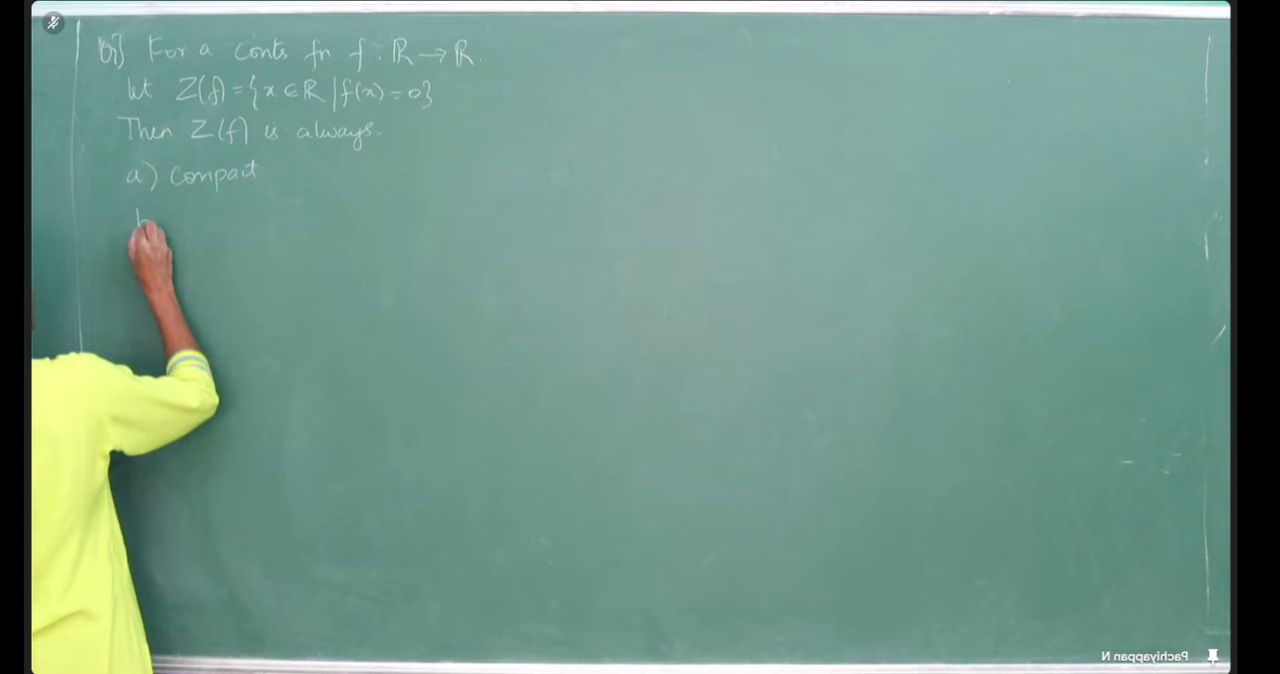 For a conts fn f : ℝ → ℝ.
let Z(f) = {x ∈ ℝ | f(x) = 0}
Then Z(f) is always.
a) Compact
b
Pachiyappan N